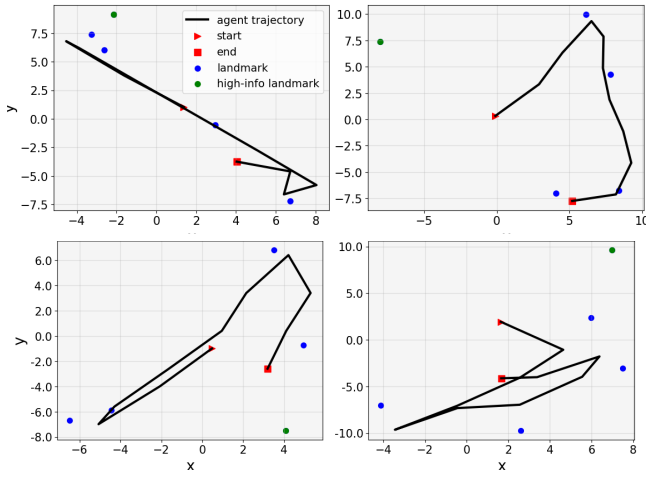 agent trajectory
start
end
landmark
high-info landmark
7.5
5.0
2.5
0.0
−2.5
−5.0
−7.5
y
−4 −2 0 2 4 6 8
10.0
7.5
5.0
2.5
0.0
−2.5
−5.0
−7.5
−5 0 5 10
6.0
4.0
2.0
0.0
-2.0
-4.0
-6.0
-8.0
y
−6 −4 −2 0 2 4
x
10.0
5.0
0.0
-5.0
-10.0
−4 −2 0 2 4 6 8
x